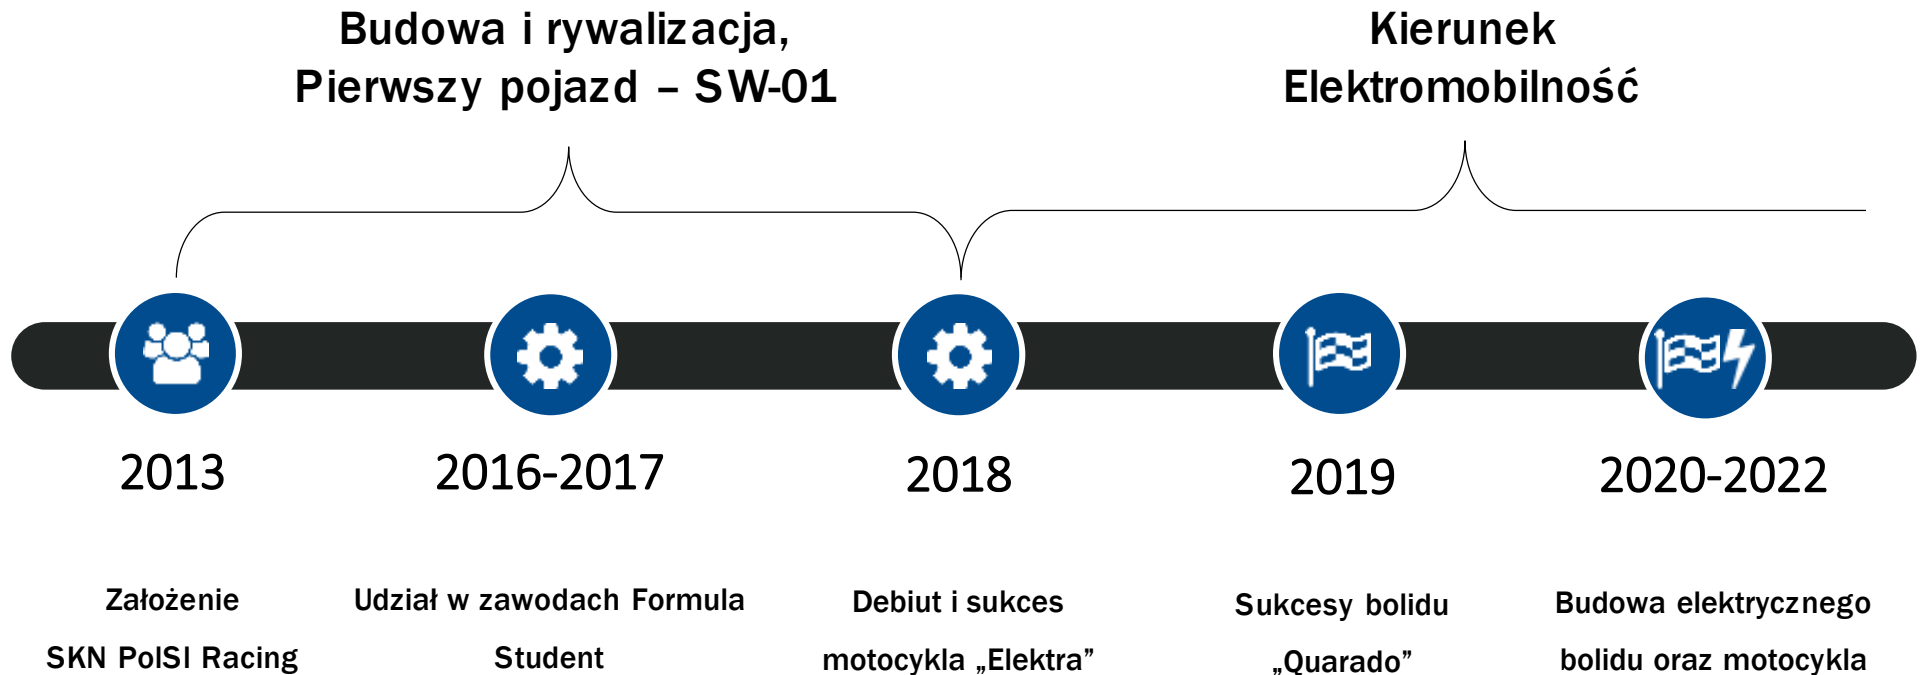 Budowa i rywalizacja,
Pierwszy pojazd – SW-01
Kierunek
Elektromobilność
2013
2016-2017
2018
2019
2020-2022
Założenie
SKN PolSl Racing
Udział w zawodach Formula
Student
Debiut i sukces
motocykla „Elektra”
Sukcesy bolidu
„Quarado”
Budowa elektrycznego
bolidu oraz motocykla